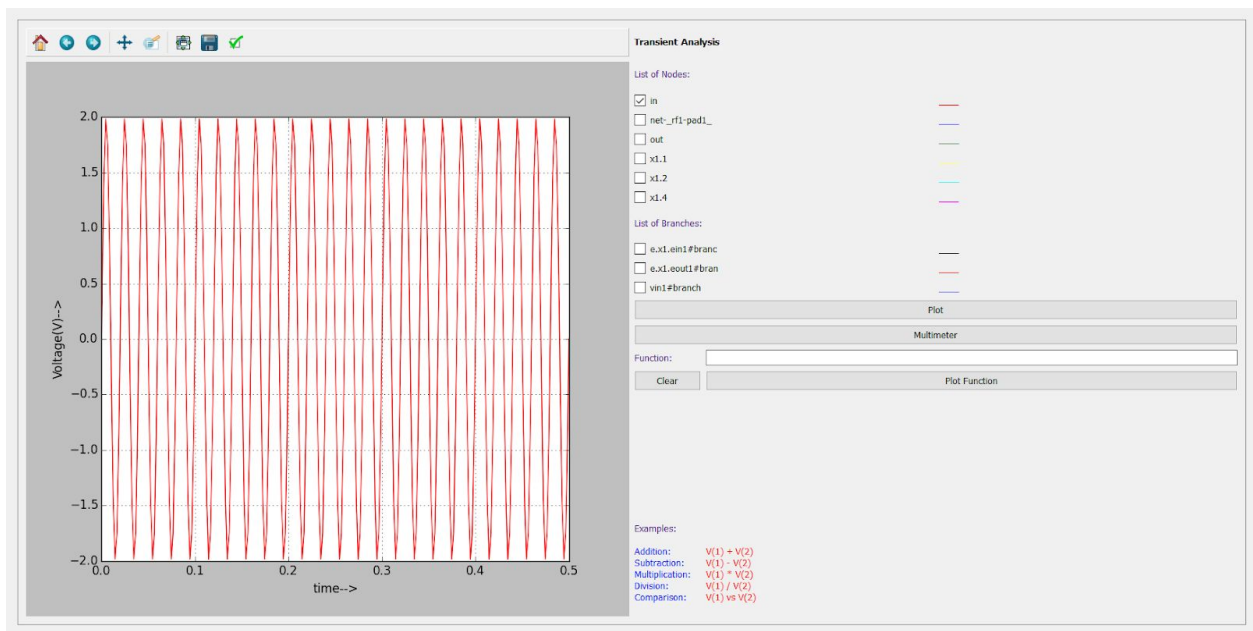 Transient Analysis
List of Nodes:
in
net-_rf1-pad1_
out
x1.1
x1.2
x1.4
List of Branches:
e.x1.ein1#branc
e.x1.eout1#bran
vin1#branch
Plot
Multimeter
Function:
Clear Plot Function
Examples:
Addition: V(1) + V(2)
Subtraction: V(1) - V(2)
Multiplication: V(1) * V(2)
Division: V(1) / V(2)
Comparison: V(1) vs V(2)
2.0
1.5
1.0
0.5
0.0
−0.5
−1.0
−1.5
−2.0
Voltage(V)-->
0.0 0.1 0.2 0.3 0.4 0.5
time-->